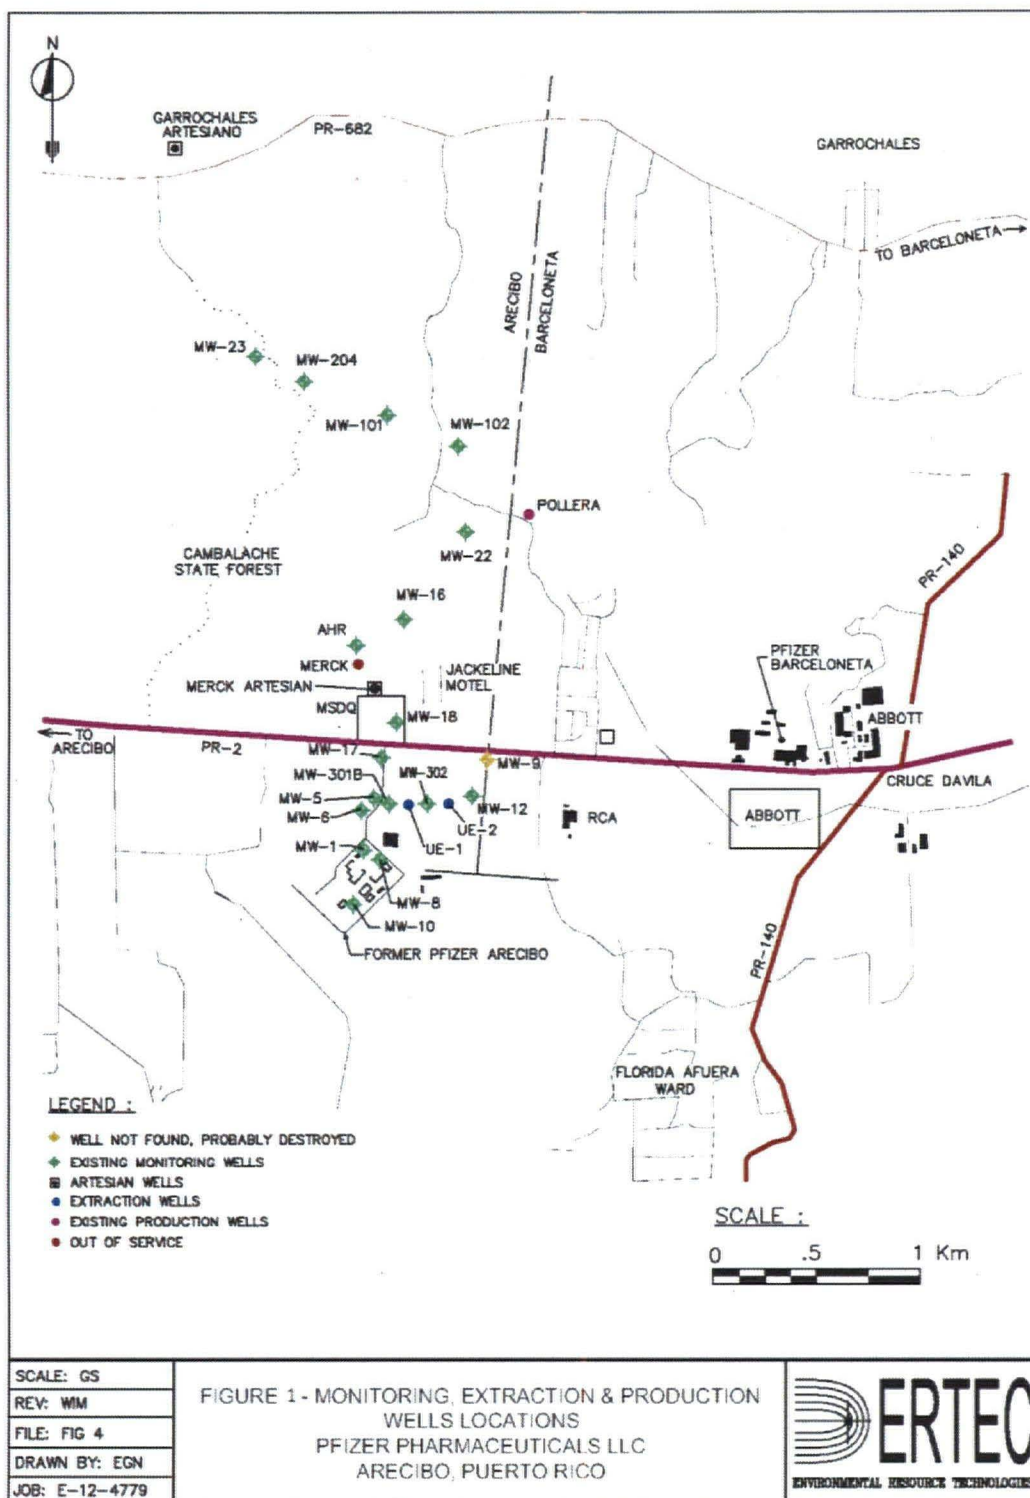 N
GARROCHALES
ARTESIANO
PR-682
GARROCHALES
TO BARCELONETA
ARECIBO
BARCELONETA
MW-23
MW-204
MW-101
MW-102
POLLERA
MW-22
CAMBALACHE
STATE FOREST
PR-140
MW-16
AHR
MERCK
JACKELINE
MOTEL
PFIZER
BARCELONETA
MERCK ARTESIAN
MSDQ
MW-18
ABBOTT
TO
ARECIBO
PR-2
MW-17
MW-9
MW-301B
MW-302
CRUCE DAVILA
MW-5
MW-12
MW-6
UE-2
RCA
ABBOTT
MW-1
UE-1
MW-8
MW-10
FORMER PFIZER ARECIBO
PR-140
FLORIDA AFUERA
WARD
LEGEND :
WELL NOT FOUND, PROBABLY DESTROYED
EXISTING MONITORING WELLS
ARTESIAN WELLS
EXTRACTION WELLS
EXISTING PRODUCTION WELLS
OUT OF SERVICE
SCALE :
0 .5 1 Km
SCALE: GS
REV: WIM
FILE: FIG 4
DRAWN BY: EGN
JOB: E-12-4779
FIGURE 1 - MONITORING, EXTRACTION & PRODUCTION
WELLS LOCATIONS
PFIZER PHARMACEUTICALS LLC
ARECIBO, PUERTO RICO
ERTEC
ENVIRONMENTAL RESOURCE TECHNOLOGIES